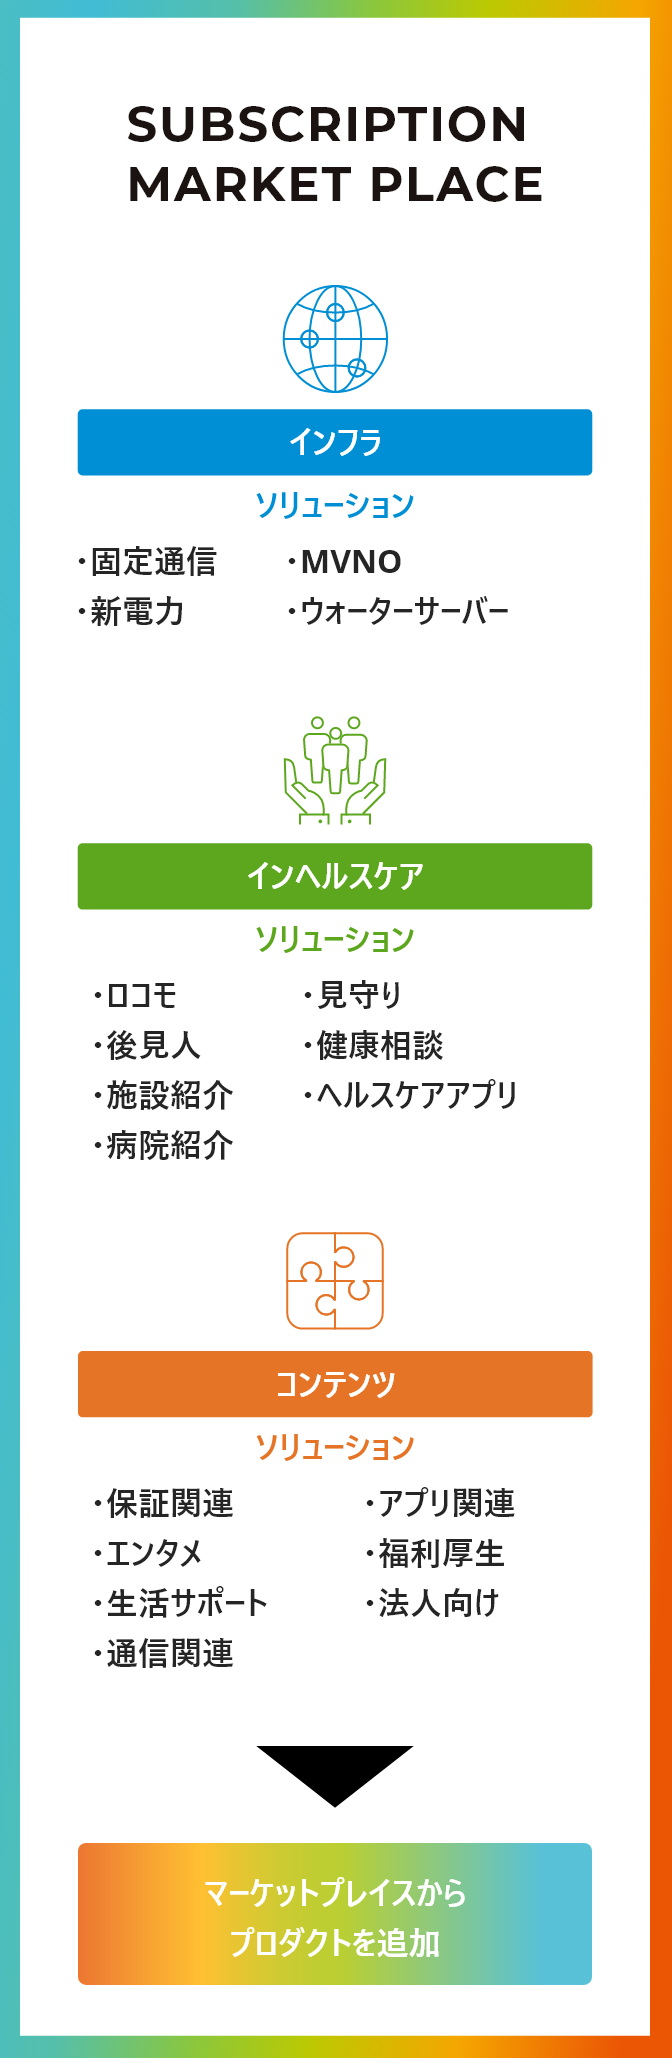 SUBSCRIPTION
MARKET PLACE
インフラ
ソリューション
・固定通信 ・MVNO
・新電力 ・ウォーターサーバー
インヘルスケア
ソリューション
・ロコモ ・見守り
・後見人 ・健康相談
・施設紹介 ・ヘルスケアアプリ
・病院紹介
コンテンツ
ソリューション
・保証関連 ・アプリ関連
・エンタメ ・福利厚生
・生活サポート ・法人向け
・通信関連
マーケットプレイスから
プロダクトを追加